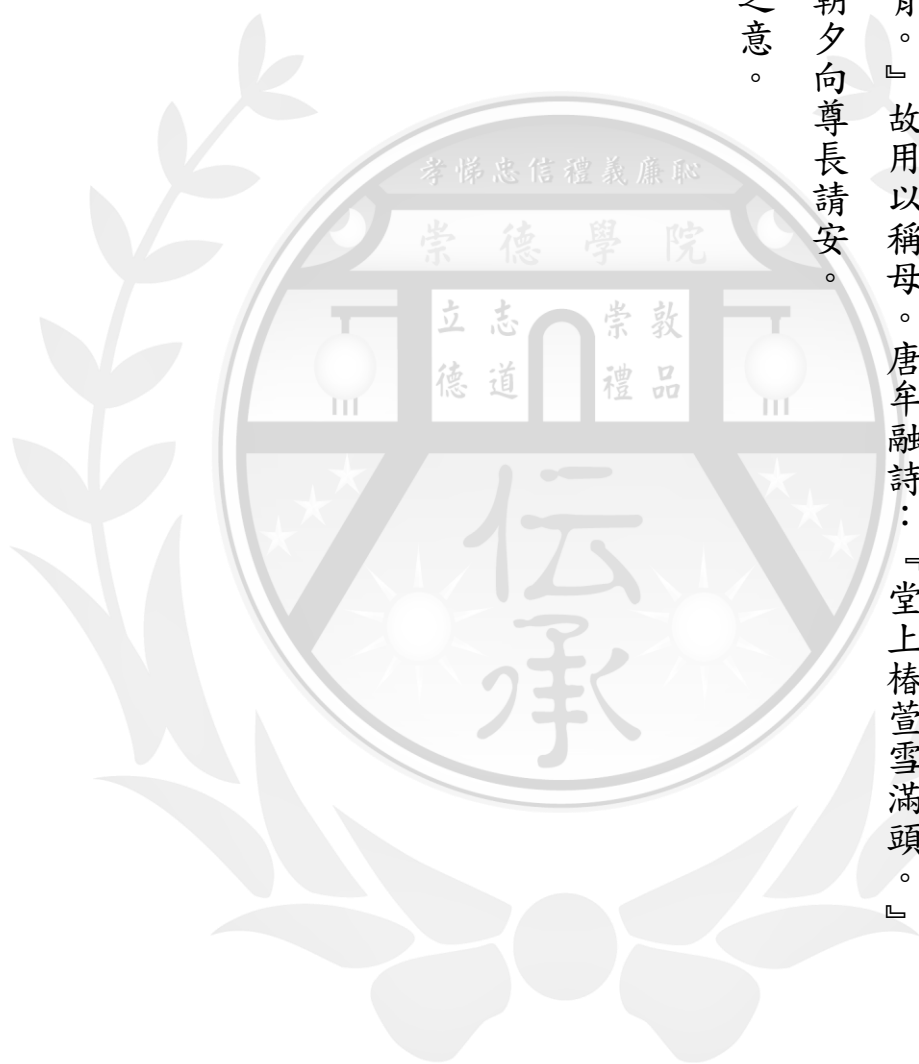 。』故用以稱母。唐牟融詩：『堂上椿萱雪滿頭。』
夕向尊長請安。
意。
孝悌忠信禮義廉恥
崇德學院
立志 崇敦
德道 禮品
伝承